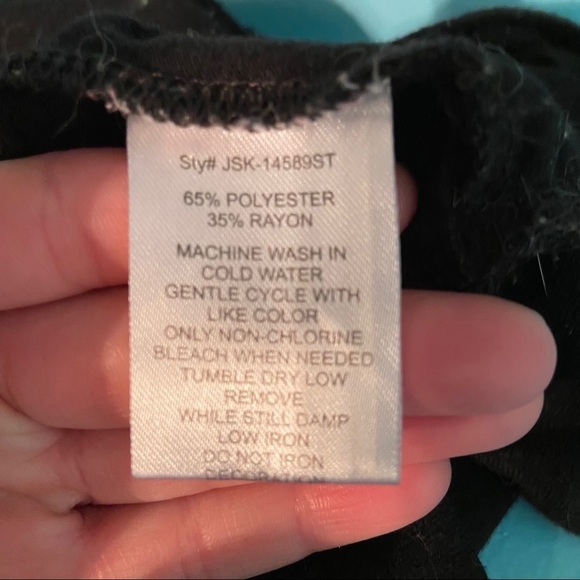 Sty# JSK-14589ST
65% POLYESTER
35% RAYON
MACHINE WASH IN
COLD WATER
GENTLE CYCLE WITH
LIKE COLOR
ONLY NON-CHLORINE
BLEACH WHEN NEEDED
TUMBLE DRY LOW
REMOVE
WHILE STILL DAMP
LOW IRON
DO NOT IRON
DECORATION